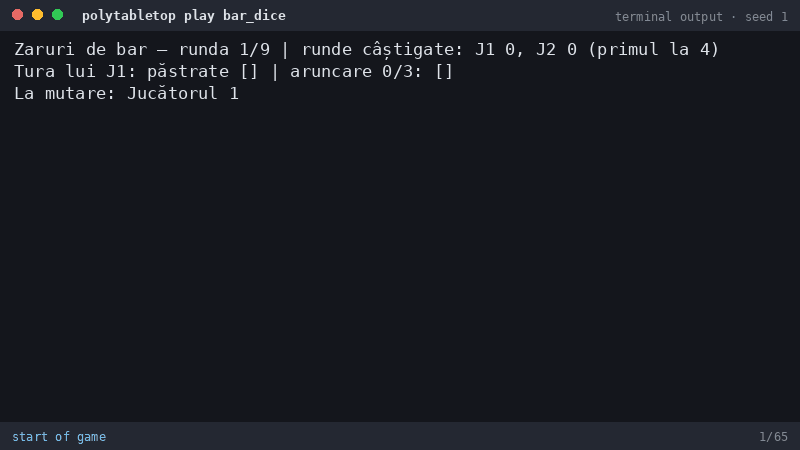 polytabletop play bar_dice
terminal output · seed 1
Zaruri de bar — runda 1/9 | runde câștigate: J1 0, J2 0 (primul la 4)
Tura lui J1: păstrate [] | aruncare 0/3: []
La mutare: Jucătorul 1
start of game
1/65